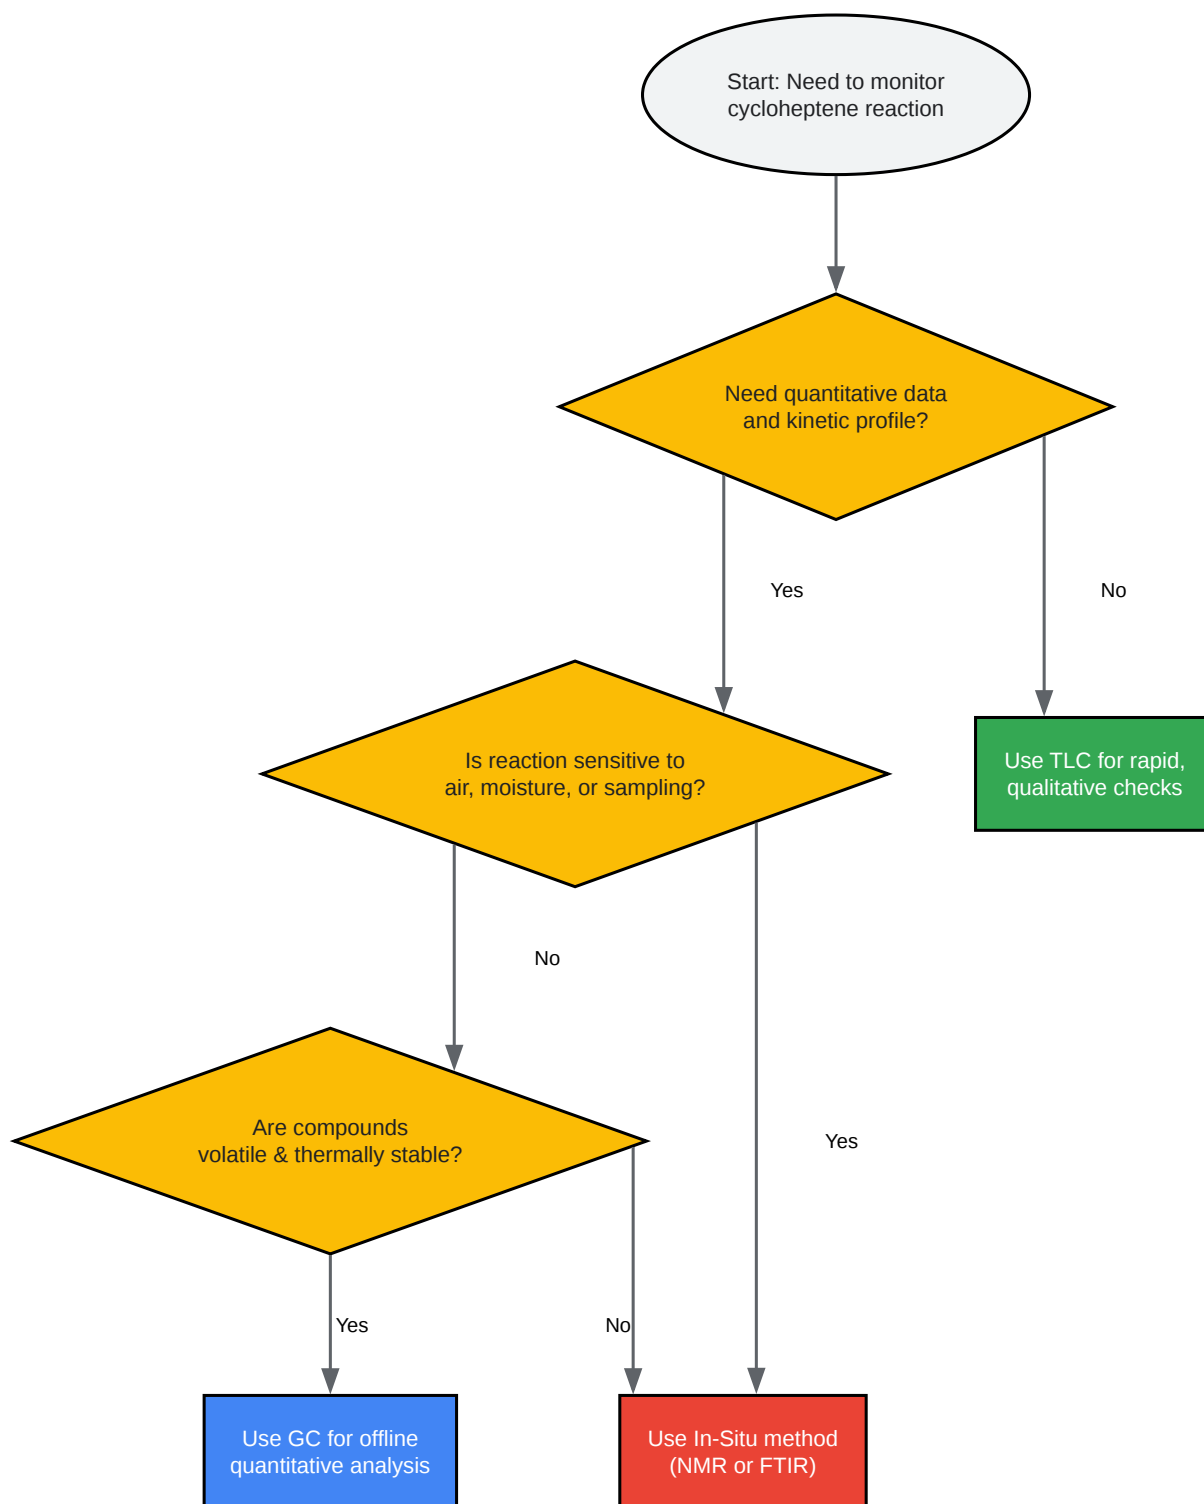 Start: Need to monitor
cycloheptene reaction
Need quantitative data
and kinetic profile?
Yes
No
Is reaction sensitive to
air, moisture, or sampling?
Use TLC for rapid,
qualitative checks
No
Are compounds
volatile & thermally stable?
Yes
Yes
No
Use GC for offline
quantitative analysis
Use In-Situ method
(NMR or FTIR)